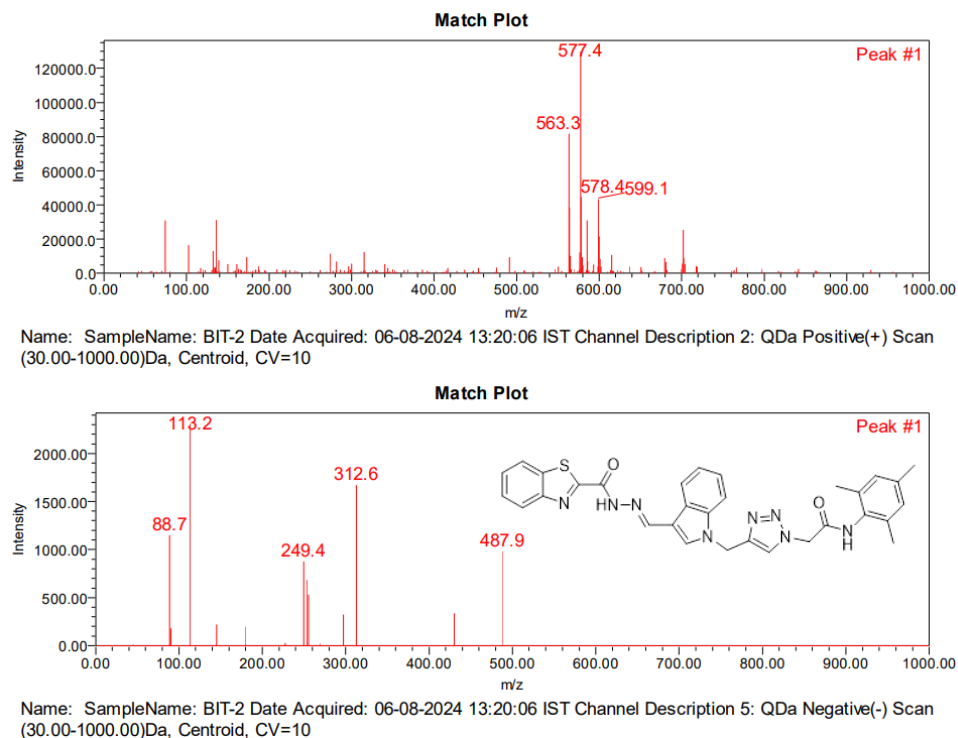 Match Plot
Peak #1
577.4
563.3
578.4
599.1
120000.0
100000.0
80000.0
60000.0
40000.0
20000.0
0.0
Intensity
0.00 100.00 200.00 300.00 400.00 500.00 600.00 700.00 800.00 900.00 1000.00
m/z
Name: SampleName: BIT-2 Date Acquired: 06-08-2024 13:20:06 IST Channel Description 2: QDa Positive(+) Scan
(30.00-1000.00)Da, Centroid, CV=10
Match Plot
Peak #1
113.2
312.6
88.7
249.4
487.9
2000.00
1500.00
1000.00
500.00
0.00
Intensity
S
O
N
HN
N
N
N
N
N
O
N
H
0.00 100.00 200.00 300.00 400.00 500.00 600.00 700.00 800.00 900.00 1000.00
m/z
Name: SampleName: BIT-2 Date Acquired: 06-08-2024 13:20:06 IST Channel Description 5: QDa Negative(-) Scan
(30.00-1000.00)Da, Centroid, CV=10